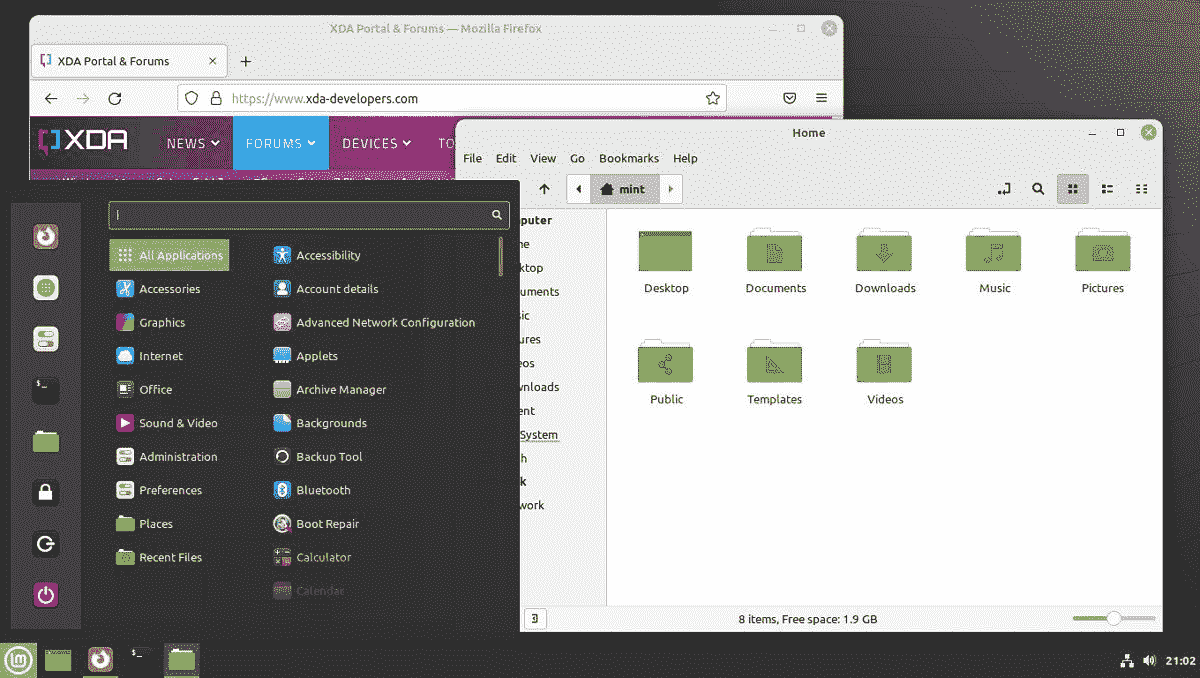 XDA Portal & Forums — Mozilla Firefox
XDA Portal & Forums
https://www.xda-developers.com
XDA
NEWS
FORUMS
DEVICES
TO
Home
File Edit View Go Bookmarks Help
mint
puter
me
ktop
uments
sic
ures
eos
wnloads
ent
System
h
k
work
Desktop
Documents
Downloads
Music
Pictures
Public
Templates
Videos
8 items, Free space: 1.9 GB
All Applications
Accessories
Graphics
Internet
Office
Sound & Video
Administration
Preferences
Places
Recent Files
Accessibility
Account details
Advanced Network Configuration
Applets
Archive Manager
Backgrounds
Backup Tool
Bluetooth
Boot Repair
Calculator
Calendar
21:02